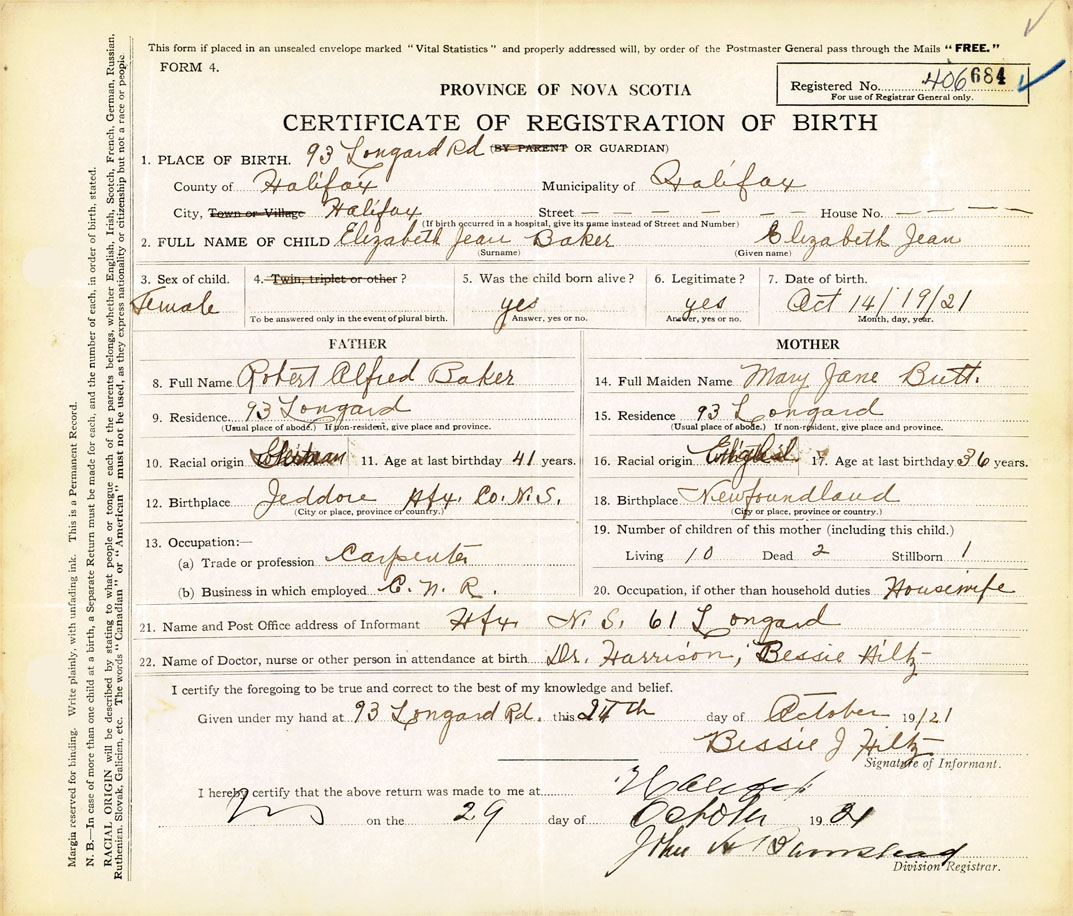 This form if placed in an unsealed envelope marked "Vital Statistics" and properly addressed will, by order of the Postmaster General pass through the Mails "FREE."
FORM 4.
Registered No. 406 684
For use of Registrar General only.
PROVINCE OF NOVA SCOTIA
CERTIFICATE OF REGISTRATION OF BIRTH
(BY PARENT OR GUARDIAN)
1. PLACE OF BIRTH. 93 Longard Rd
County of Halifax Municipality of Halifax
City, Town or Village Halifax Street — — — — — — House No. — — — —
(If birth occurred in a hospital, give its name instead of Street and Number)
2. FULL NAME OF CHILD Elizabeth Jean Baker Elizabeth Jean
(Surname) (Given name)
3. Sex of child. 4. Twin, triplet or other? 5. Was the child born alive? 6. Legitimate? 7. Date of birth.
Female yes yes Oct 14/19/21
To be answered only in the event of plural birth. Answer, yes or no. Answer, yes or no. Month, day, year.
FATHER
8. Full Name Robert Alfred Baker
9. Residence 93 Longard
(Usual place of abode.) If non-resident, give place and province.
10. Racial origin 11. Age at last birthday 41 years.
12. Birthplace Jeddore Hfx. Co. N.S.
(City or place, province or country.)
13. Occupation:—
(a) Trade or profession Carpenter
(b) Business in which employed C. N. R.
MOTHER
14. Full Maiden Name Mary Jane Butt.
15. Residence 93 Longard
(Usual place of abode.) If non-resident, give place and province.
16. Racial origin English. 17. Age at last birthday 36 years.
18. Birthplace Newfoundland
(City or place, province or country.)
19. Number of children of this mother (including this child.)
Living 10 Dead 2 Stillborn 1
20. Occupation, if other than household duties Housewife
21. Name and Post Office address of Informant Hfx. N. S. 61 Longard
22. Name of Doctor, nurse or other person in attendance at birth Dr. Harrison, Bessie Hiltz
I certify the foregoing to be true and correct to the best of my knowledge and belief.
Given under my hand at 93 Longard Rd. this 24th day of October 19/21
Bessie J Hiltz
Signature of Informant.
I hereby certify that the above return was made to me at Halifax
on the 29 day of October 19 21
John H Barnstead
Division Registrar.
Margin reserved for binding. Write plainly, with unfading ink. This is a Permanent Record.
N. B.—In case of more than one child at a birth, a Separate Return must be made for each, and the number of each, in order of birth, stated.
RACIAL ORIGIN will be described by stating to what people or tongue each of the parents belongs, whether English, Irish, Scotch, French, German, Russian,
Ruthenian, Slovak, Galician, etc. The words "Canadian" or "American" must not be used, as they express nationality or citizenship but not a race or people